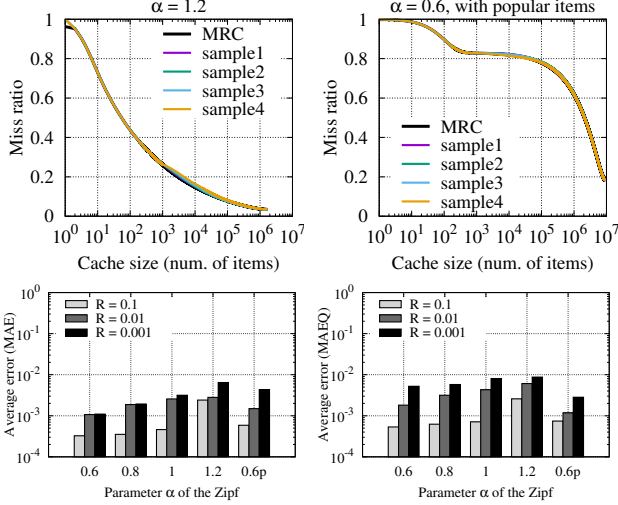 α = 1.2
Miss ratio
1
0.8
0.6
0.4
0.2
0
MRC
sample1
sample2
sample3
sample4
10^0 10^1 10^2 10^3 10^4 10^5 10^6 10^7
Cache size (num. of items)
α = 0.6, with popular items
Miss ratio
1
0.8
0.6
0.4
0.2
0
MRC
sample1
sample2
sample3
sample4
10^0 10^1 10^2 10^3 10^4 10^5 10^6 10^7
Cache size (num. of items)
Average error (MAE)
10^0
10^-1
10^-2
10^-3
10^-4
R = 0.1
R = 0.01
R = 0.001
0.6 0.8 1 1.2 0.6p
Parameter α of the Zipf
Average error (MAEQ)
10^0
10^-1
10^-2
10^-3
10^-4
R = 0.1
R = 0.01
R = 0.001
0.6 0.8 1 1.2 0.6p
Parameter α of the Zipf